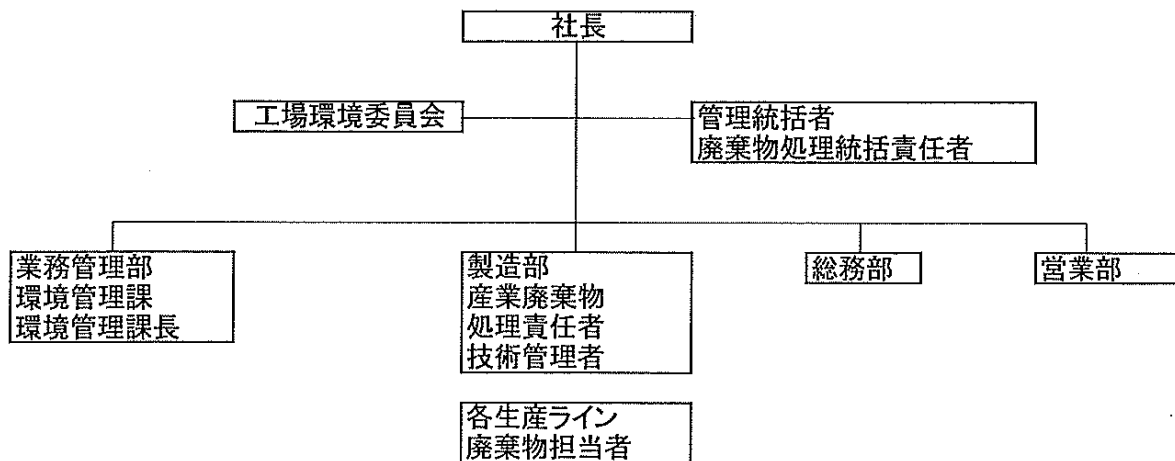 社長
工場環境委員会
管理統括者
廃棄物処理統括責任者
業務管理部
環境管理課
環境管理課長
製造部
産業廃棄物
処理責任者
技術管理者
総務部
営業部
各生産ライン
廃棄物担当者